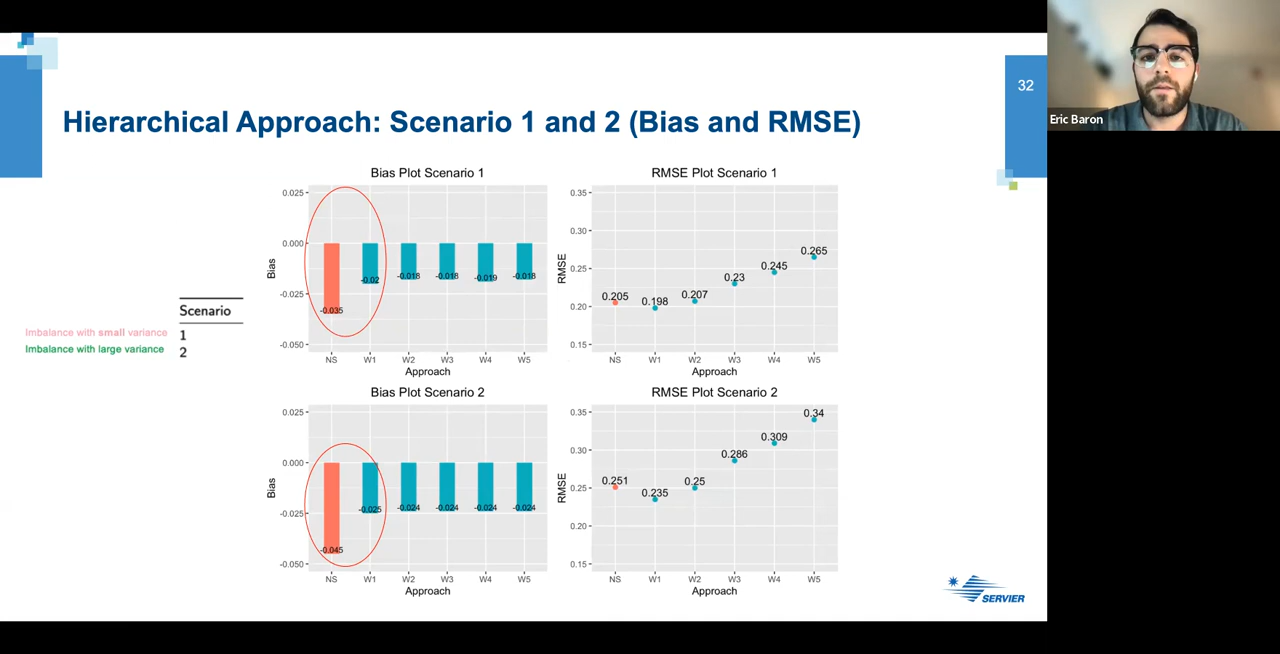 32
Eric Baron
Hierarchical Approach: Scenario 1 and 2 (Bias and RMSE)
Scenario
Imbalance with small variance 1
Imbalance with large variance 2
Bias Plot Scenario 1
Bias
0.025
0.000
-0.025
-0.050
-0.035
-0.02
-0.018
-0.018
-0.019
-0.018
NS W1 W2 W3 W4 W5
Approach
RMSE Plot Scenario 1
RMSE
0.35
0.30
0.25
0.20
0.15
0.205
0.198
0.207
0.23
0.245
0.265
NS W1 W2 W3 W4 W5
Approach
Bias Plot Scenario 2
Bias
0.025
0.000
-0.025
-0.050
-0.045
-0.025
-0.024
-0.024
-0.024
-0.024
NS W1 W2 W3 W4 W5
Approach
RMSE Plot Scenario 2
RMSE
0.35
0.30
0.25
0.20
0.15
0.251
0.235
0.25
0.286
0.309
0.34
NS W1 W2 W3 W4 W5
Approach
SERVIER